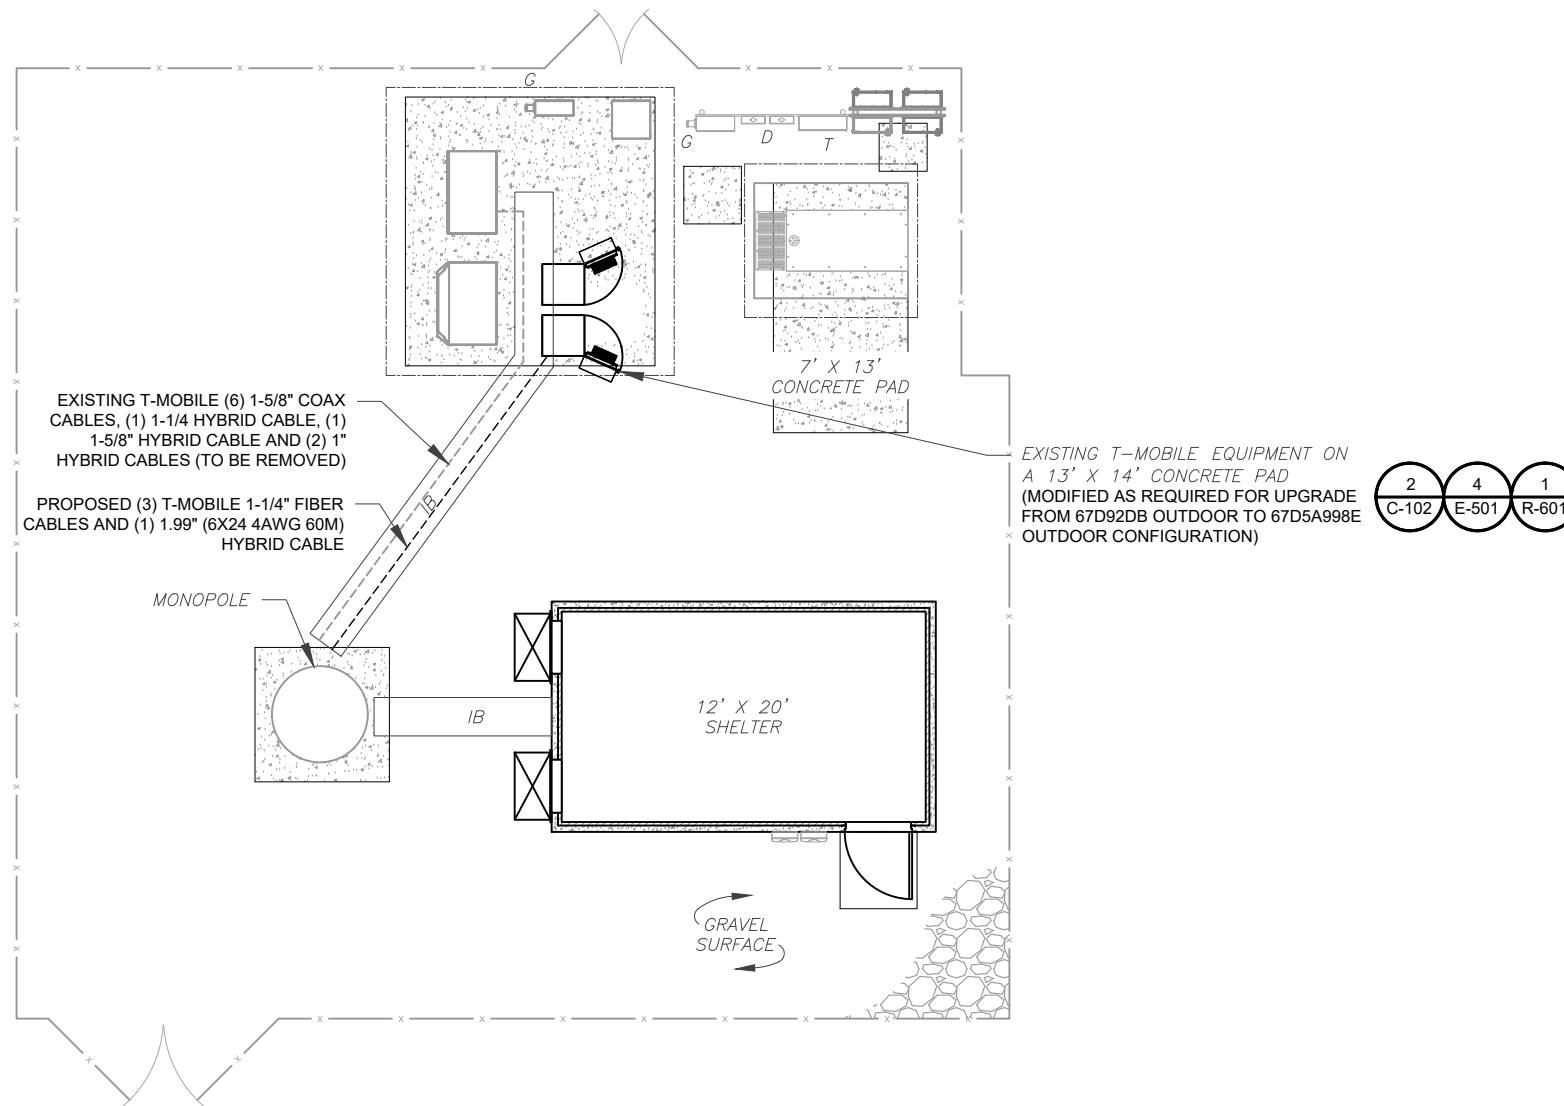 G
G
D
T
7' X 13'
CONCRETE PAD
EXISTING T-MOBILE (6) 1-5/8" COAX
CABLES, (1) 1-1/4 HYBRID CABLE, (1)
1-5/8" HYBRID CABLE AND (2) 1"
HYBRID CABLES (TO BE REMOVED)
PROPOSED (3) T-MOBILE 1-1/4" FIBER
CABLES AND (1) 1.99" (6X24 4AWG 60M)
HYBRID CABLE
IB
EXISTING T-MOBILE EQUIPMENT ON
A 13' X 14' CONCRETE PAD
(MODIFIED AS REQUIRED FOR UPGRADE
FROM 67D92DB OUTDOOR TO 67D5A998E
OUTDOOR CONFIGURATION)
2
C-102
4
E-501
1
R-601
MONOPOLE
IB
12' X 20'
SHELTER
GRAVEL
SURFACE